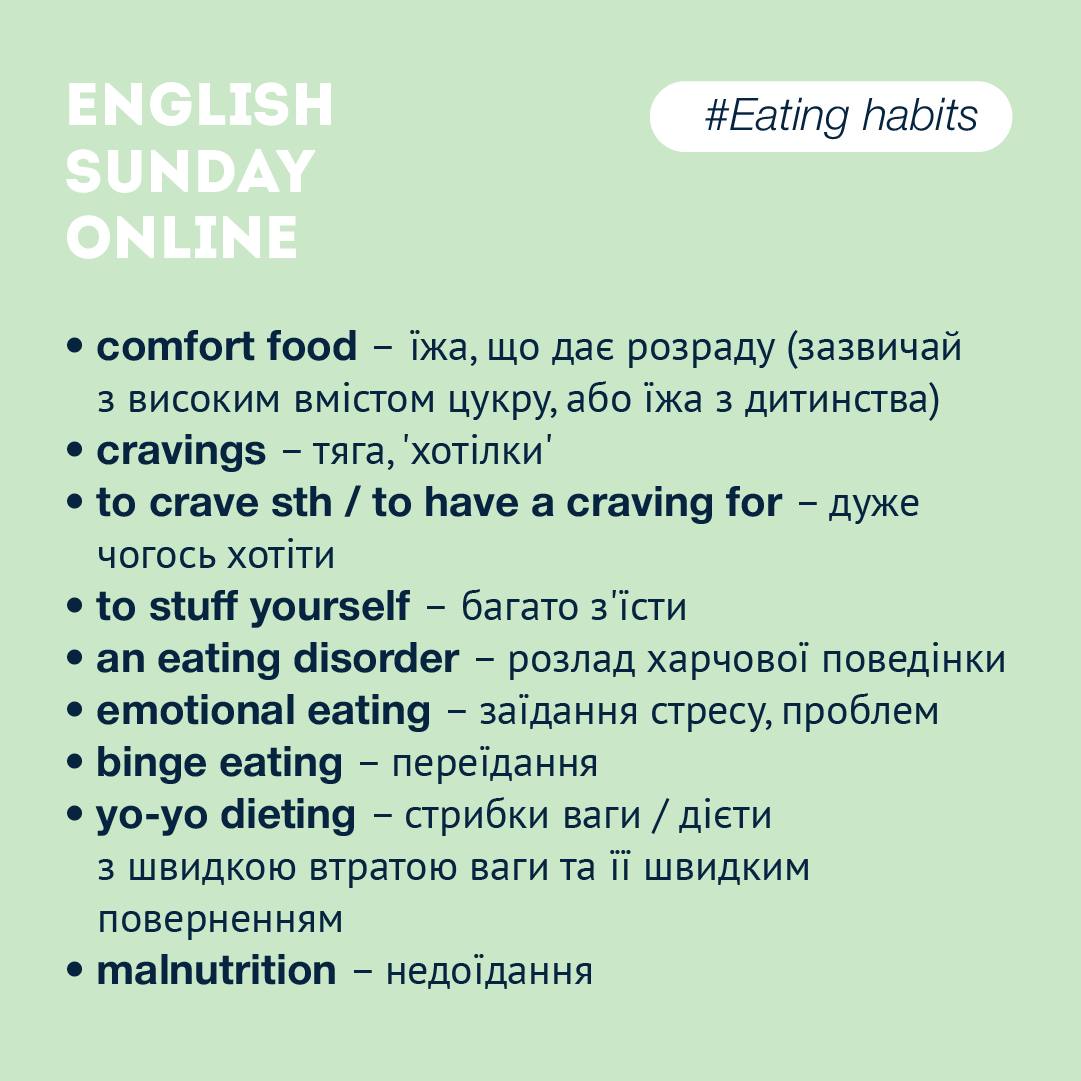 ENGLISH
SUNDAY
ONLINE
#Eating habits
• comfort food – їжа, що дає розраду (зазвичай
з високим вмістом цукру, або їжа з дитинства)
• cravings – тяга, 'хотілки'
• to crave sth / to have a craving for – дуже
чогось хотіти
• to stuff yourself – багато з'їсти
• an eating disorder – розлад харчової поведінки
• emotional eating – заїдання стресу, проблем
• binge eating – переїдання
• yo-yo dieting – стрибки ваги / дієти
з швидкою втратою ваги та її швидким
поверненням
• malnutrition – недоїдання